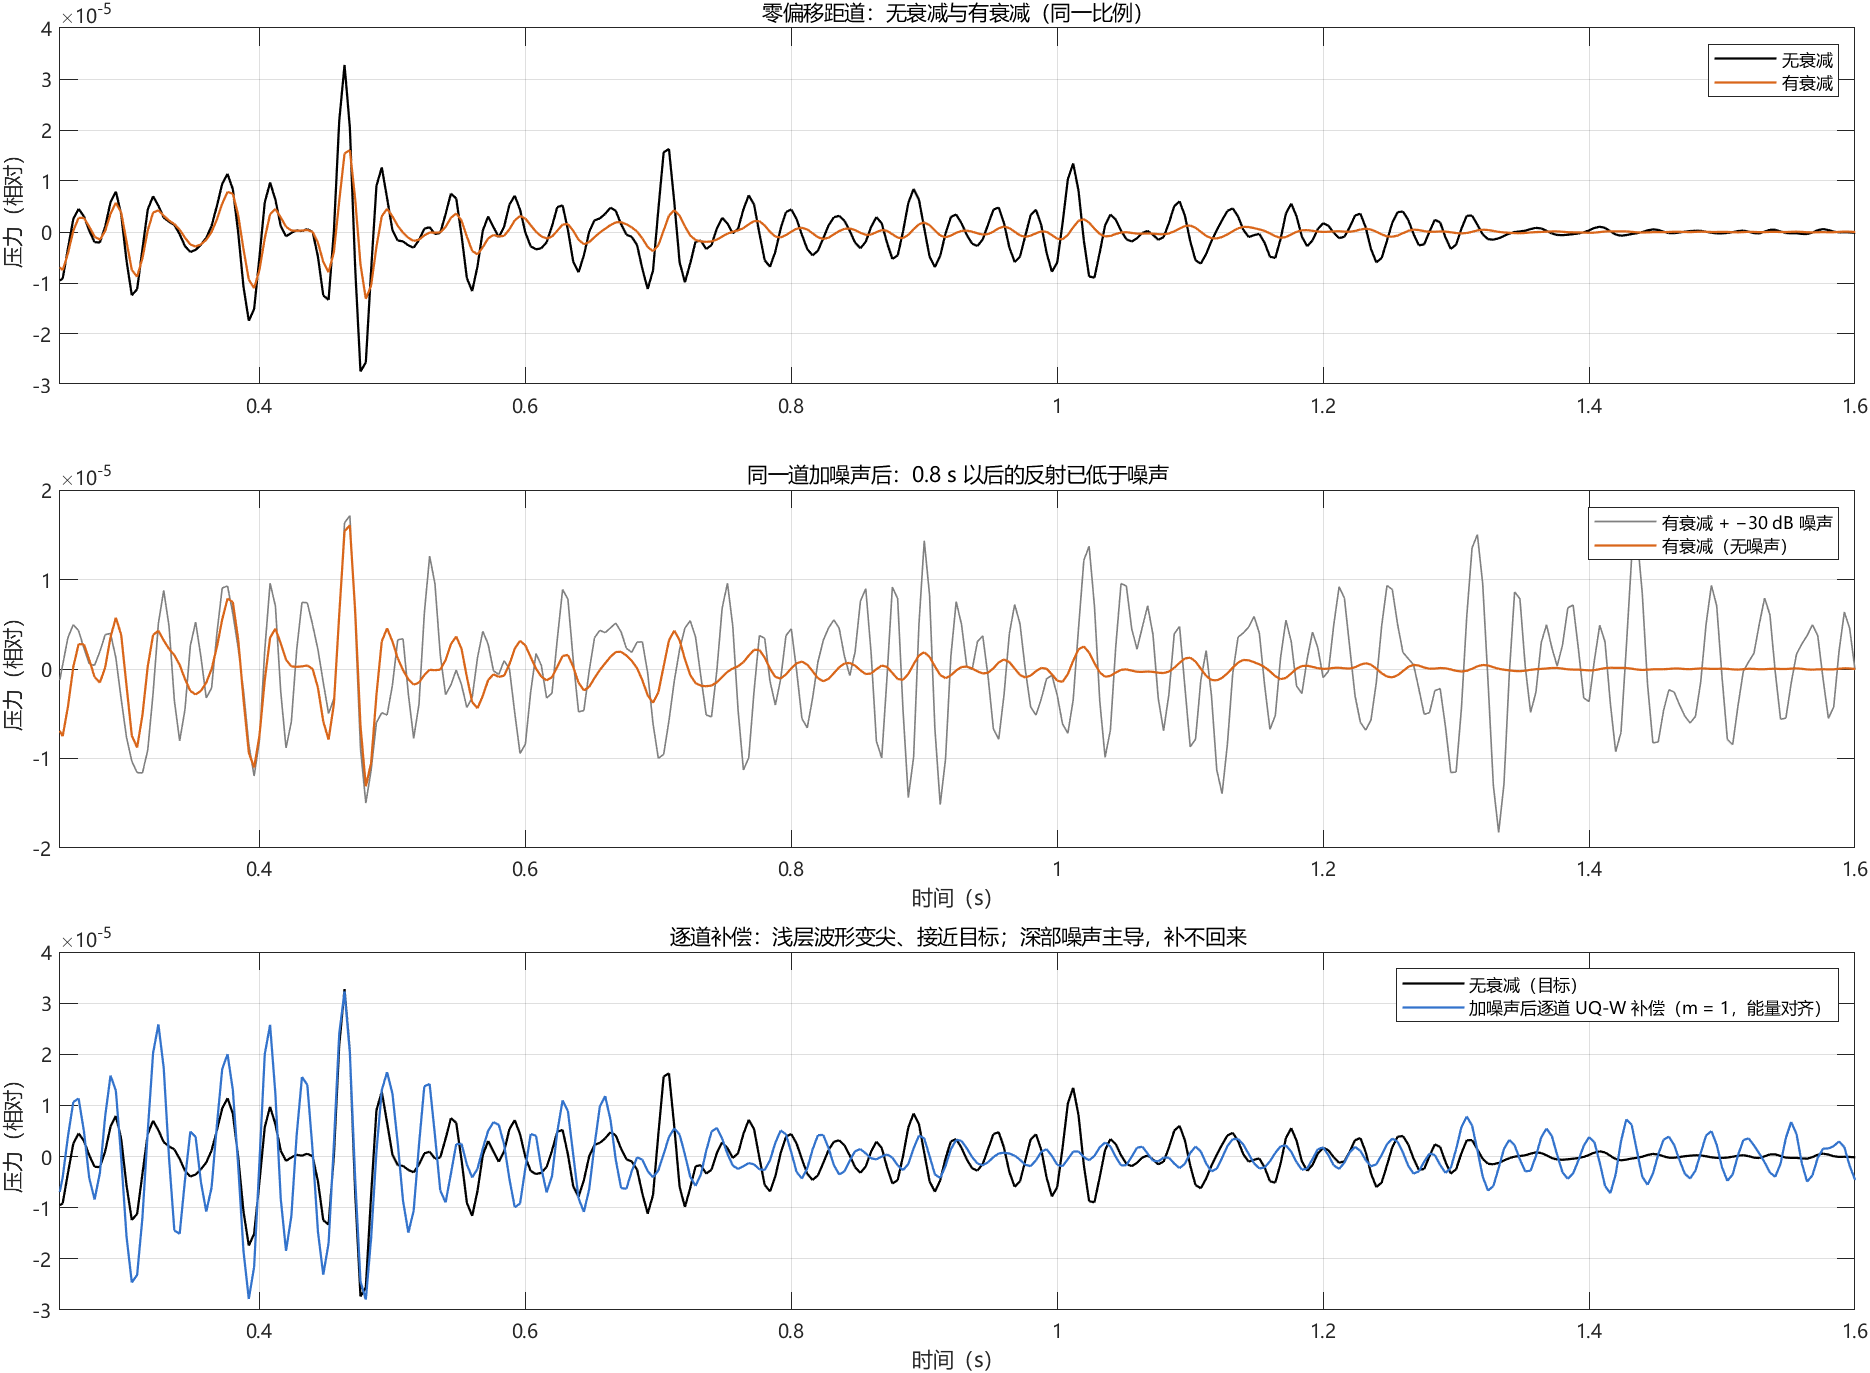 零偏移距道：无衰减与有衰减（同一比例）
×10-5
4
3
2
1
0
-1
-2
-3
压力（相对）
无衰减
有衰减
0.4 0.6 0.8 1 1.2 1.4 1.6
同一道加噪声后：0.8 s 以后的反射已低于噪声
×10-5
2
1
0
-1
-2
压力（相对）
有衰减 + −30 dB 噪声
有衰减（无噪声）
0.4 0.6 0.8 1 1.2 1.4 1.6
时间（s）
逐道补偿：浅层波形变尖、接近目标；深部噪声主导，补不回来
×10-5
4
3
2
1
0
-1
-2
-3
压力（相对）
无衰减（目标）
加噪声后逐道 UQ-W 补偿（m = 1，能量对齐）
0.4 0.6 0.8 1 1.2 1.4 1.6
时间（s）